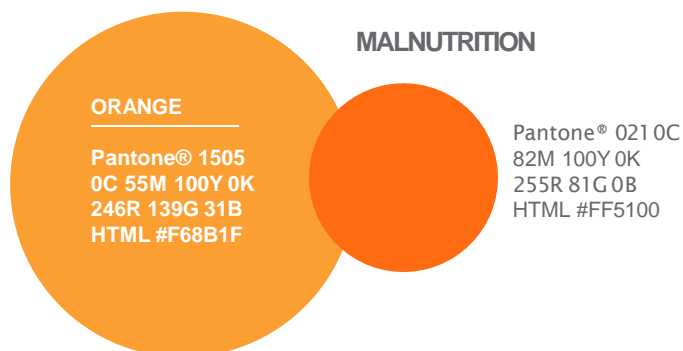 MALNUTRITION
ORANGE
Pantone® 1505
0C 55M 100Y 0K
246R 139G 31B
HTML #F68B1F
Pantone® 021 0C
82M 100Y 0K
255R 81G 0B
HTML #FF5100